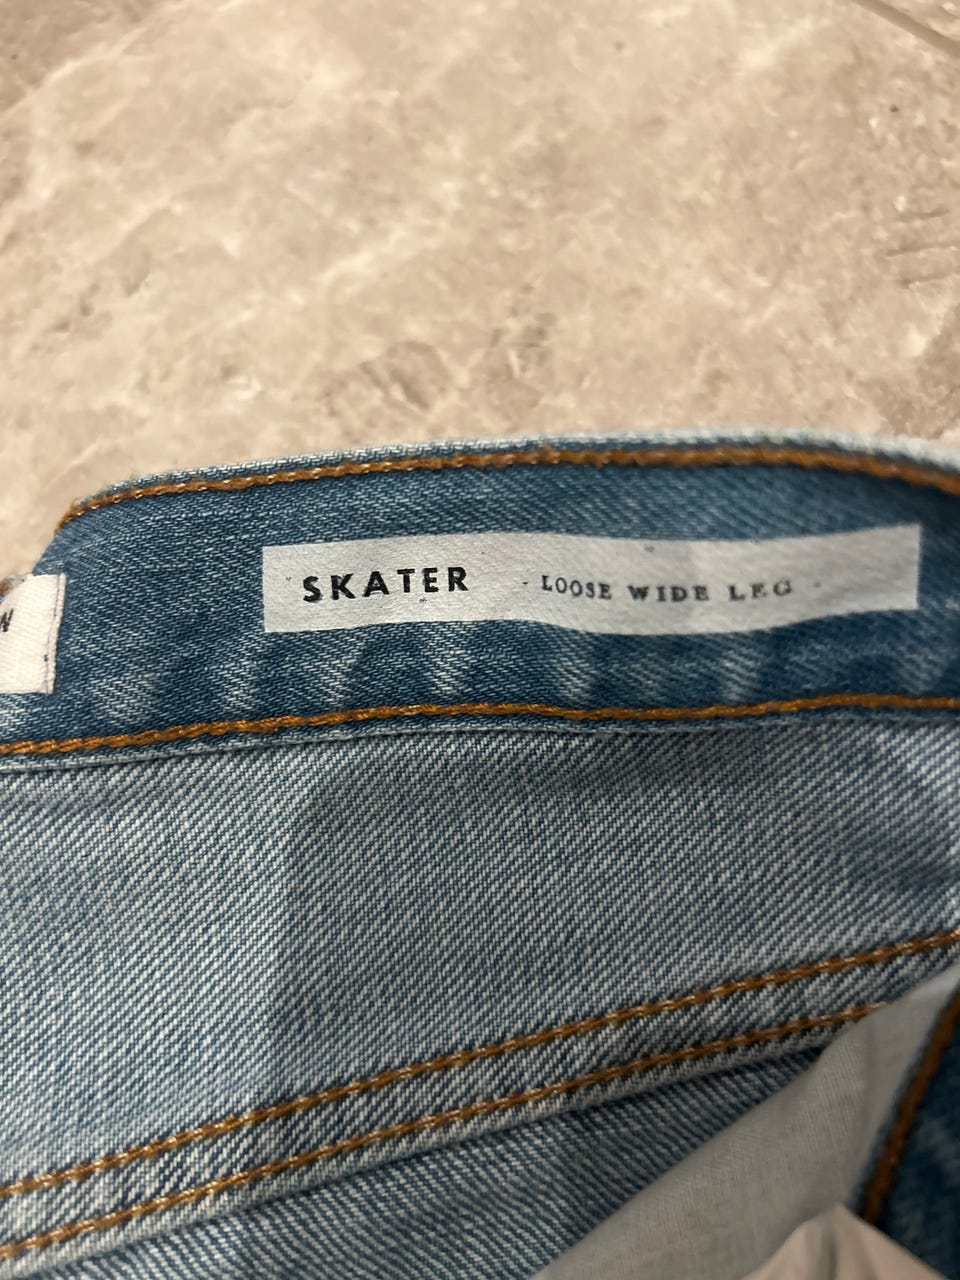 SKATER - LOOSE WIDE LEG -